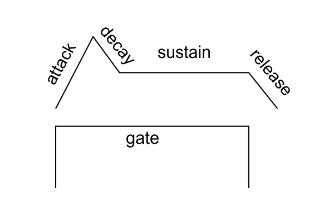 attack
decay
sustain
release
gate